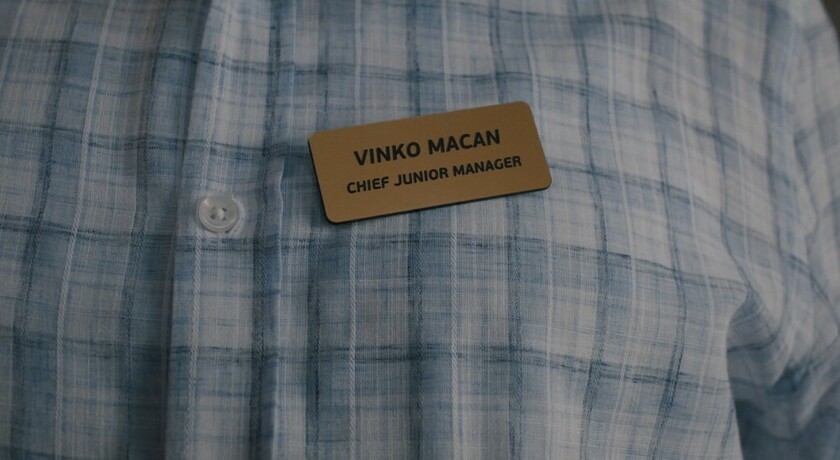 VINKO MACAN
CHIEF JUNIOR MANAGER